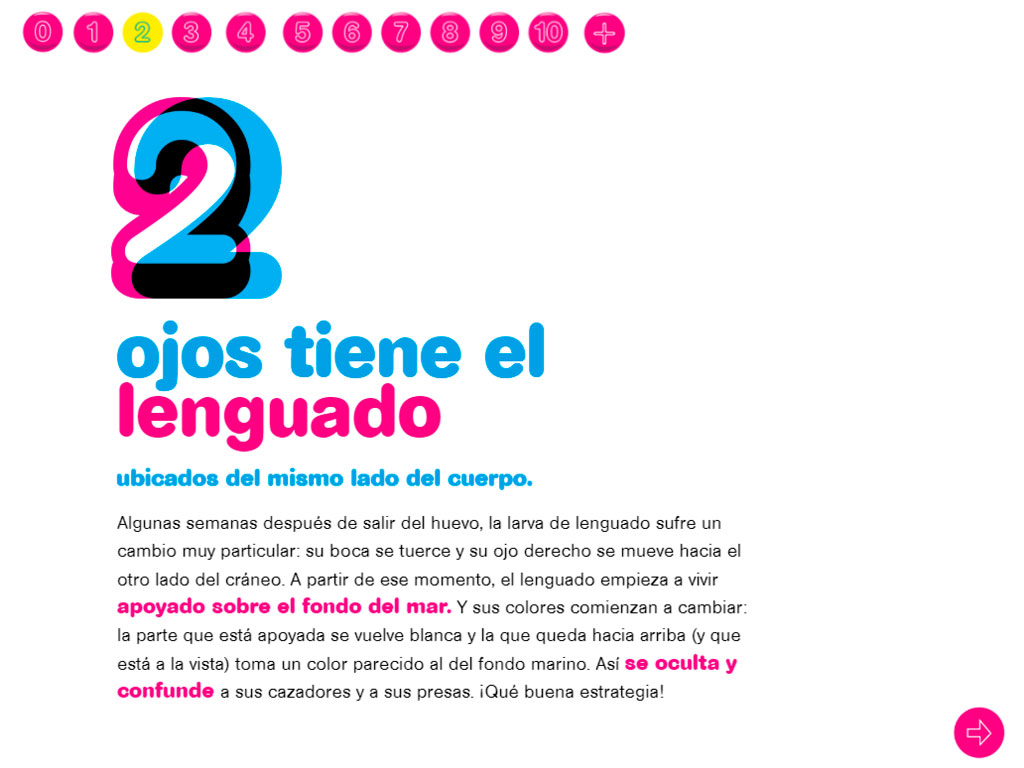 0 1 2 3 4 5 6 7 8 9 10 +
2
ojos tiene el
lenguado
ubicados del mismo lado del cuerpo.
Algunas semanas después de salir del huevo, la larva de lenguado sufre un
cambio muy particular: su boca se tuerce y su ojo derecho se mueve hacia el
otro lado del cráneo. A partir de ese momento, el lenguado empieza a vivir
apoyado sobre el fondo del mar. Y sus colores comienzan a cambiar:
la parte que está apoyada se vuelve blanca y la que queda hacia arriba (y que
está a la vista) toma un color parecido al del fondo marino. Así se oculta y
confunde a sus cazadores y a sus presas. ¡Qué buena estrategia!